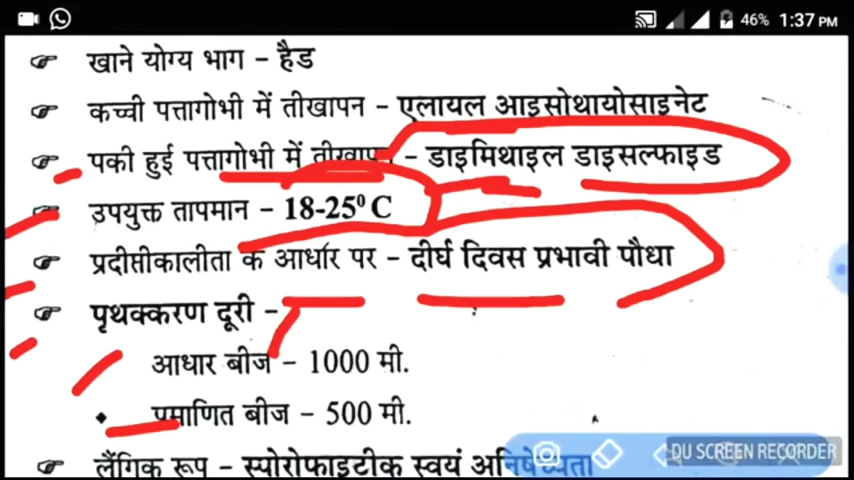 46% 1:37 PM
खाने योग्य भाग - हैड
कच्ची पत्तागोभी में तीखापन - एलायल आइसोथायोसाइनेट
पकी हुई पत्तागोभी में तीखापन - डाइमिथाइल डाइसल्फाइड
उपयुक्त तापमान - 18-25⁰ C
प्रदीप्तीकालीता के आधार पर - दीर्घ दिवस प्रभावी पौधा
पृथक्करण दूरी -
आधार बीज - 1000 मी.
प्रमाणित बीज - 500 मी.
लैंगिक रूप - स्पोरोफाइटीक स्वयं अनिषेच्यता
DU SCREEN RECORDER